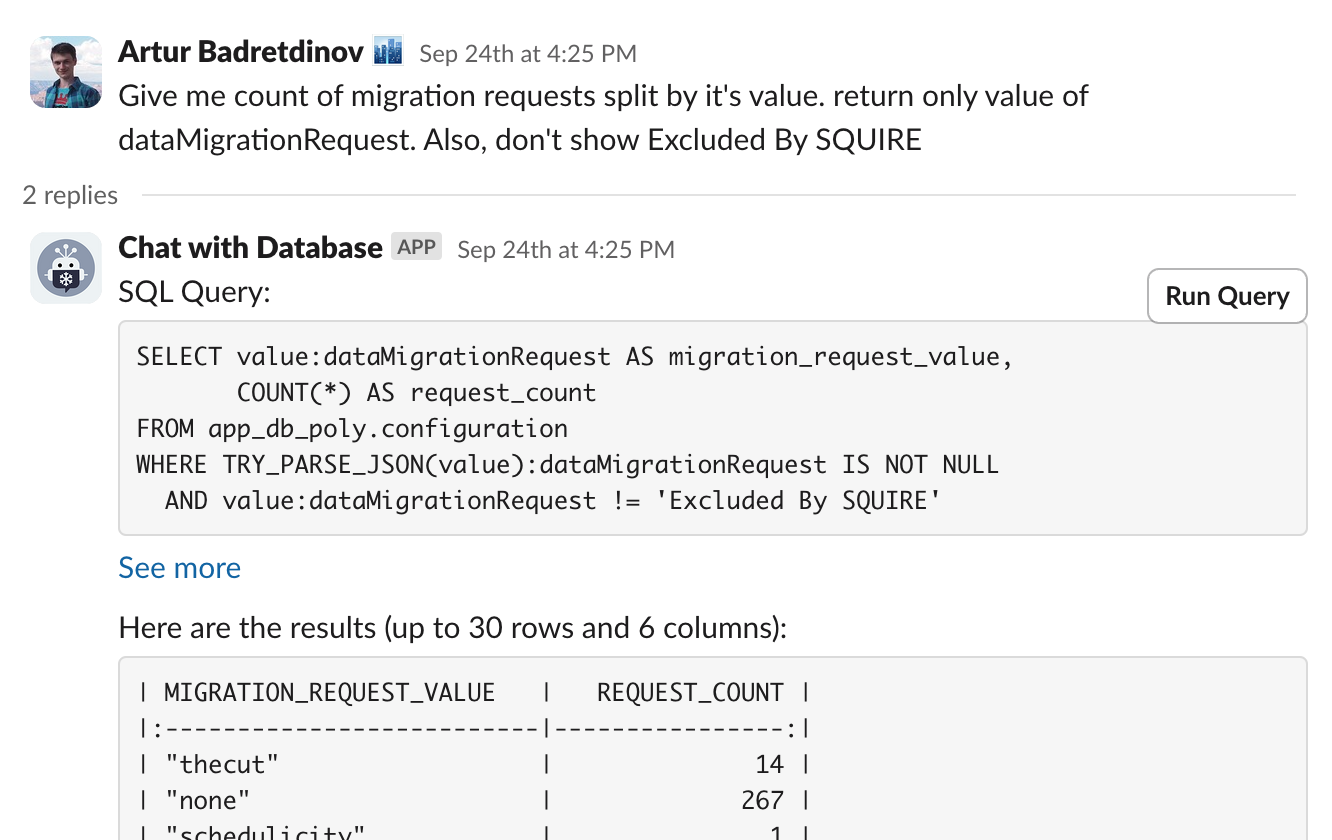 Artur Badretdinov Sep 24th at 4:25 PM
Give me count of migration requests split by it's value. return only value of
dataMigrationRequest. Also, don't show Excluded By SQUIRE
2 replies
Chat with Database APP Sep 24th at 4:25 PM
SQL Query:
Run Query
SELECT value:dataMigrationRequest AS migration_request_value,
       COUNT(*) AS request_count
FROM app_db_poly.configuration
WHERE TRY_PARSE_JSON(value):dataMigrationRequest IS NOT NULL
  AND value:dataMigrationRequest != 'Excluded By SQUIRE'
See more
Here are the results (up to 30 rows and 6 columns):
| MIGRATION_REQUEST_VALUE   |   REQUEST_COUNT |
|:--------------------------|----------------:|
| "thecut"                  |              14 |
| "none"                    |             267 |
| "schedulicity"            |               1 |